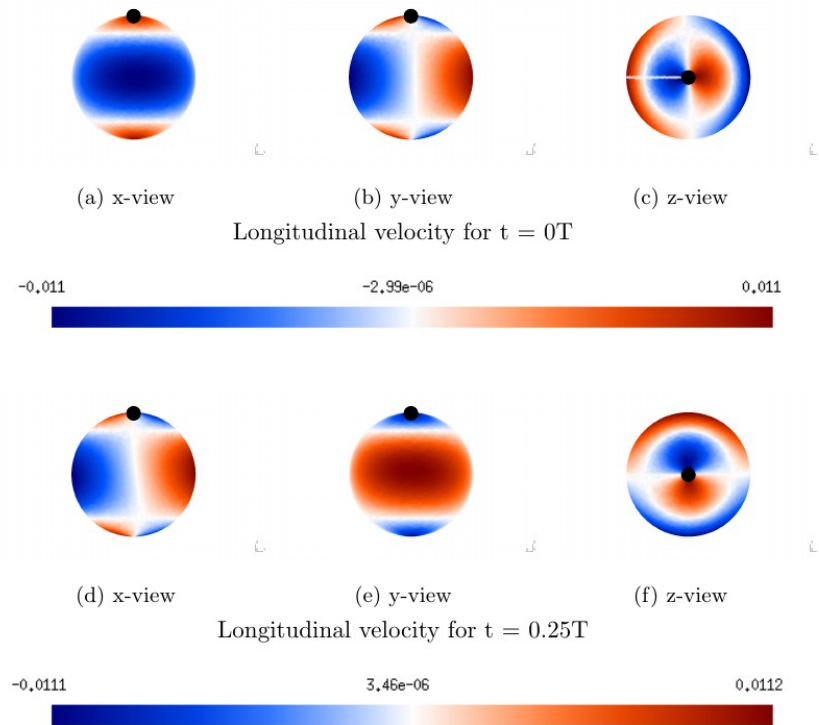 (a) x-view (b) y-view (c) z-view
Longitudinal velocity for t = 0T
-0.011 -2.99e-06 0.011
(d) x-view (e) y-view (f) z-view
Longitudinal velocity for t = 0.25T
-0.0111 3.46e-06 0.0112